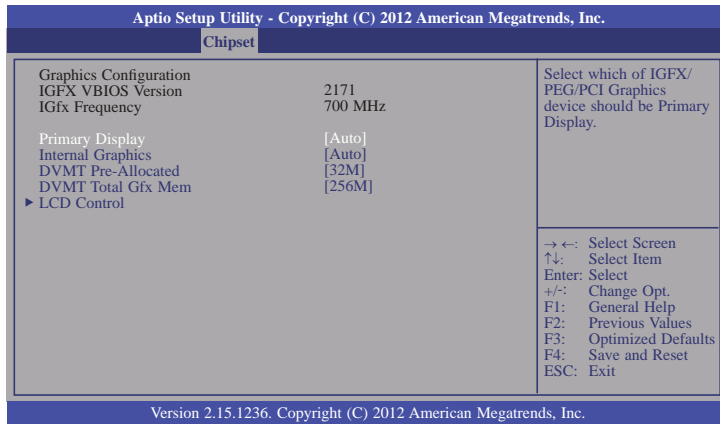 Aptio Setup Utility - Copyright (C) 2012 American Megatrends, Inc.
Chipset
Graphics Configuration
IGFX VBIOS Version 2171
IGfx Frequency 700 MHz
Primary Display [Auto]
Internal Graphics [Auto]
DVMT Pre-Allocated [32M]
DVMT Total Gfx Mem [256M]
▶ LCD Control
Select which of IGFX/
PEG/PCI Graphics
device should be Primary
Display.
→ ←: Select Screen
↑↓: Select Item
Enter: Select
+/-: Change Opt.
F1: General Help
F2: Previous Values
F3: Optimized Defaults
F4: Save and Reset
ESC: Exit
Version 2.15.1236. Copyright (C) 2012 American Megatrends, Inc.